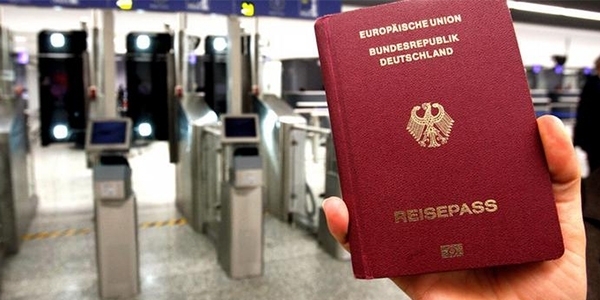 EUROPÄISCHE UNION
BUNDESREPUBLIK
DEUTSCHLAND
REISEPASS